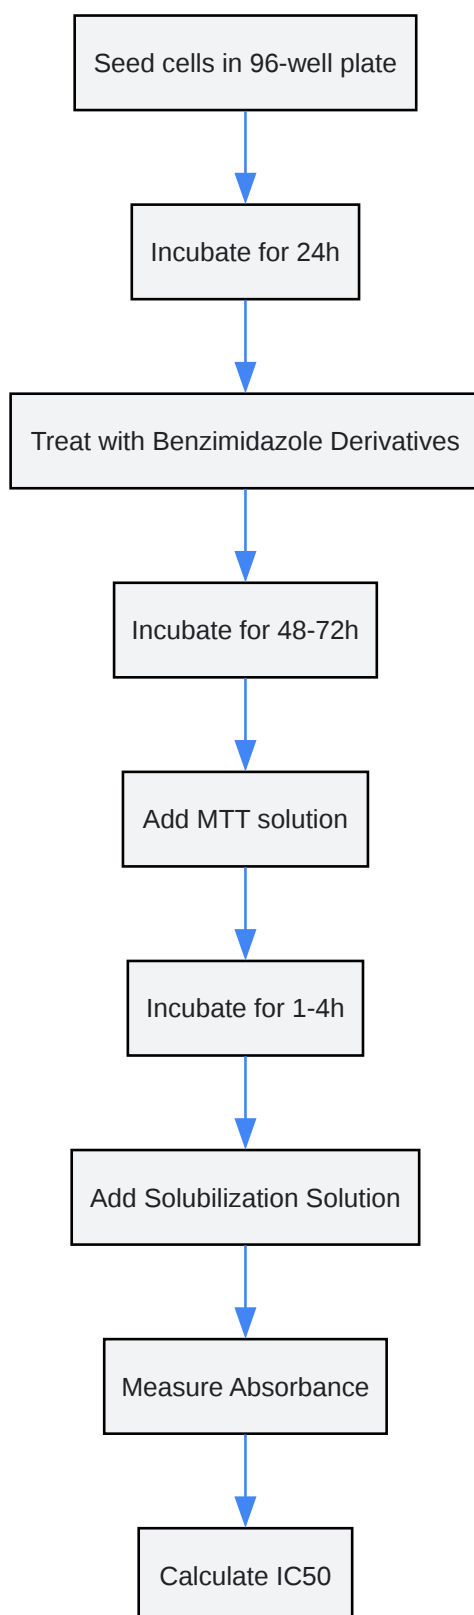 Seed cells in 96-well plate
Incubate for 24h
Treat with Benzimidazole Derivatives
Incubate for 48-72h
Add MTT solution
Incubate for 1-4h
Add Solubilization Solution
Measure Absorbance
Calculate IC50